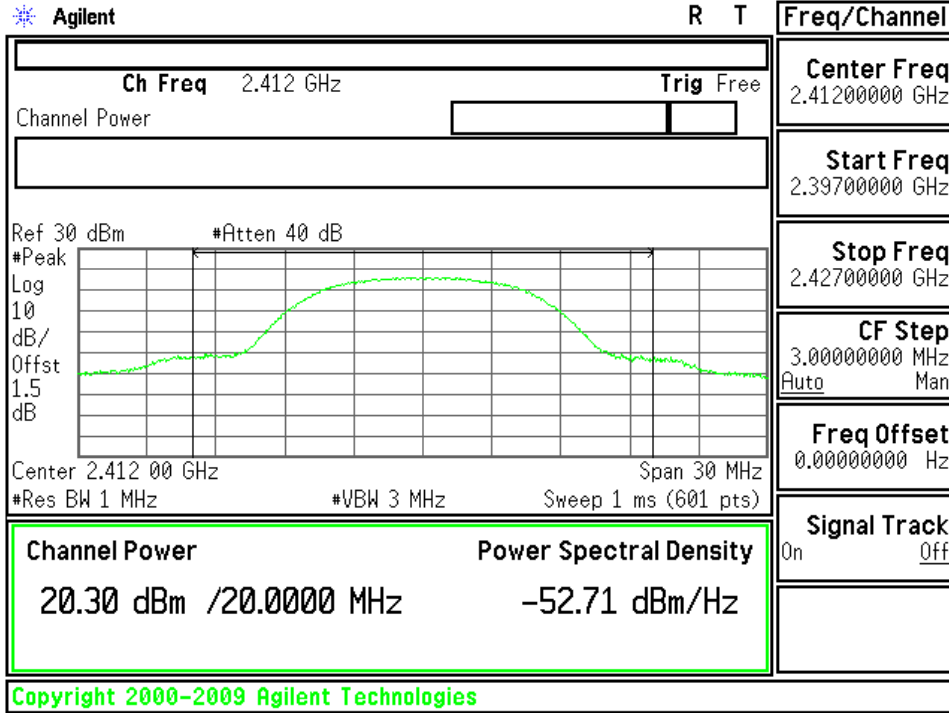 Agilent R T
Freq/Channel
Ch Freq 2.412 GHz Trig Free
Channel Power
Center Freq
2.41200000 GHz
Start Freq
2.39700000 GHz
Stop Freq
2.42700000 GHz
CF Step
3.00000000 MHz
Auto Man
Freq Offset
0.00000000 Hz
Signal Track
On Off
Ref 30 dBm #Atten 40 dB
#Peak
Log
10
dB/
Offst
1.5
dB
Center 2.412 00 GHz Span 30 MHz
#Res BW 1 MHz #VBW 3 MHz Sweep 1 ms (601 pts)
Channel Power Power Spectral Density
20.30 dBm /20.0000 MHz -52.71 dBm/Hz
Copyright 2000-2009 Agilent Technologies